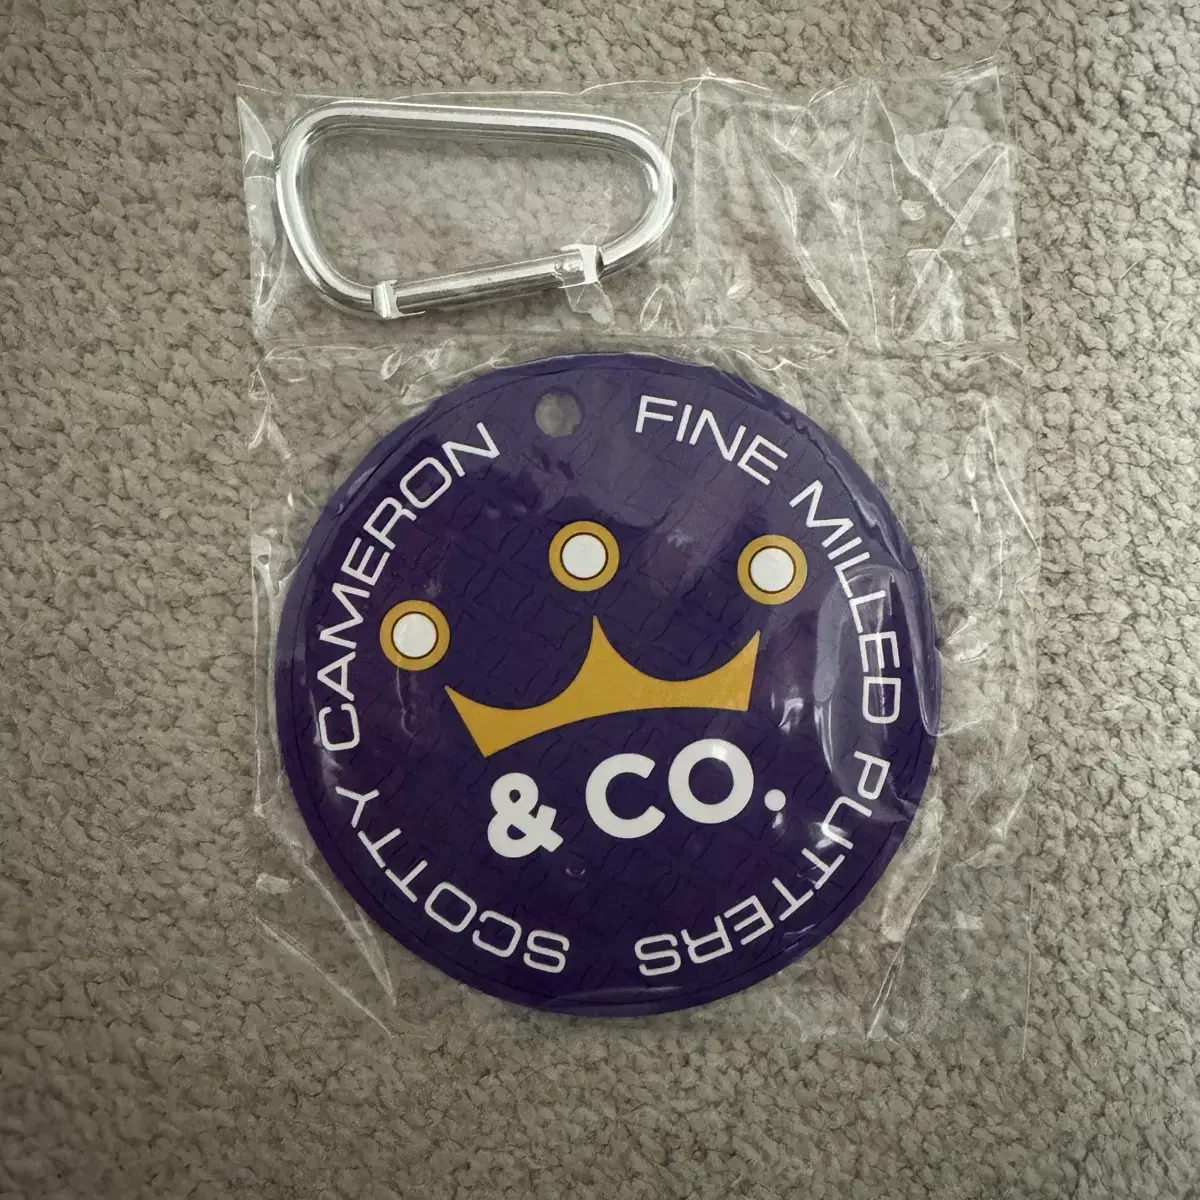 SCOTTY CAMERON
FINE MILLED PUTTERS
& CO.